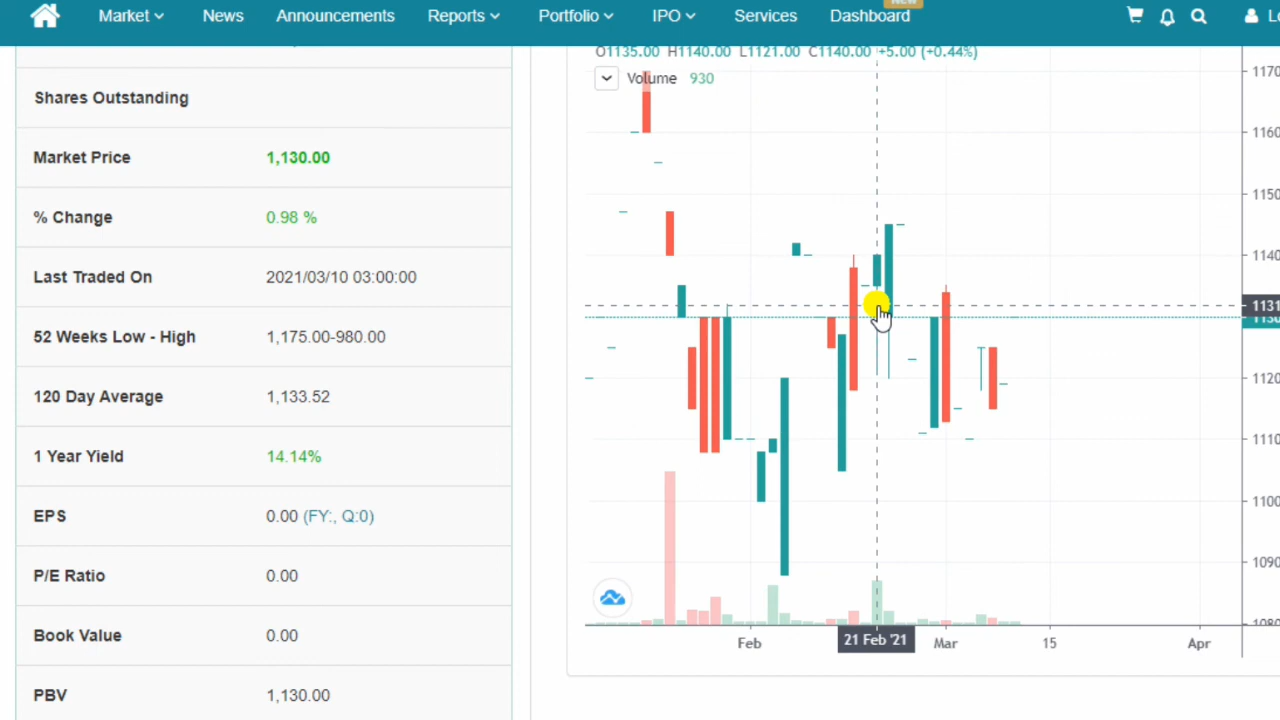 New
Market News Announcements Reports Portfolio IPO Services Dashboard
Shares Outstanding
Market Price 1,130.00
% Change 0.98 %
Last Traded On 2021/03/10 03:00:00
52 Weeks Low - High 1,175.00-980.00
120 Day Average 1,133.52
1 Year Yield 14.14%
EPS 0.00 (FY:, Q:0)
P/E Ratio 0.00
Book Value 0.00
PBV 1,130.00
O1135.00 H1140.00 L1121.00 C1140.00 +5.00 (+0.44%)
Volume 930
1170
1160
1150
1140
1131
1130
1120
1110
1100
1090
1080
Feb 21 Feb '21 Mar 15 Apr